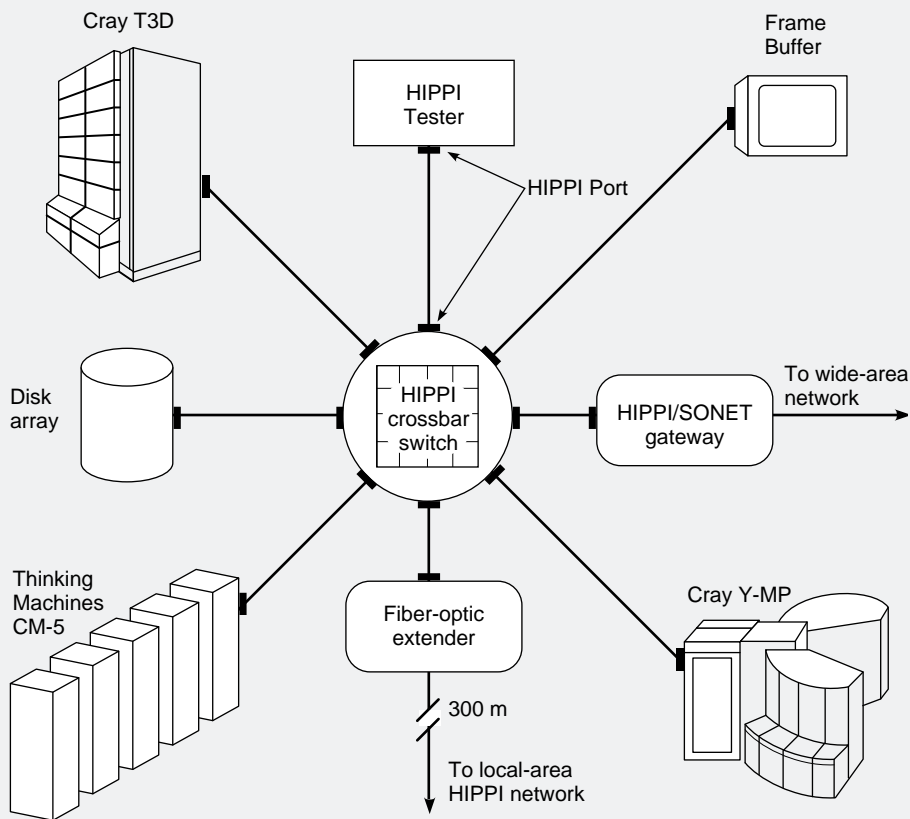 Cray T3D
HIPPI
Tester
Frame
Buffer
HIPPI Port
Disk
array
HIPPI
crossbar
switch
To wide-area
network
HIPPI/SONET
gateway
Thinking
Machines
CM-5
Fiber-optic
extender
Cray Y-MP
300 m
To local-area
HIPPI network